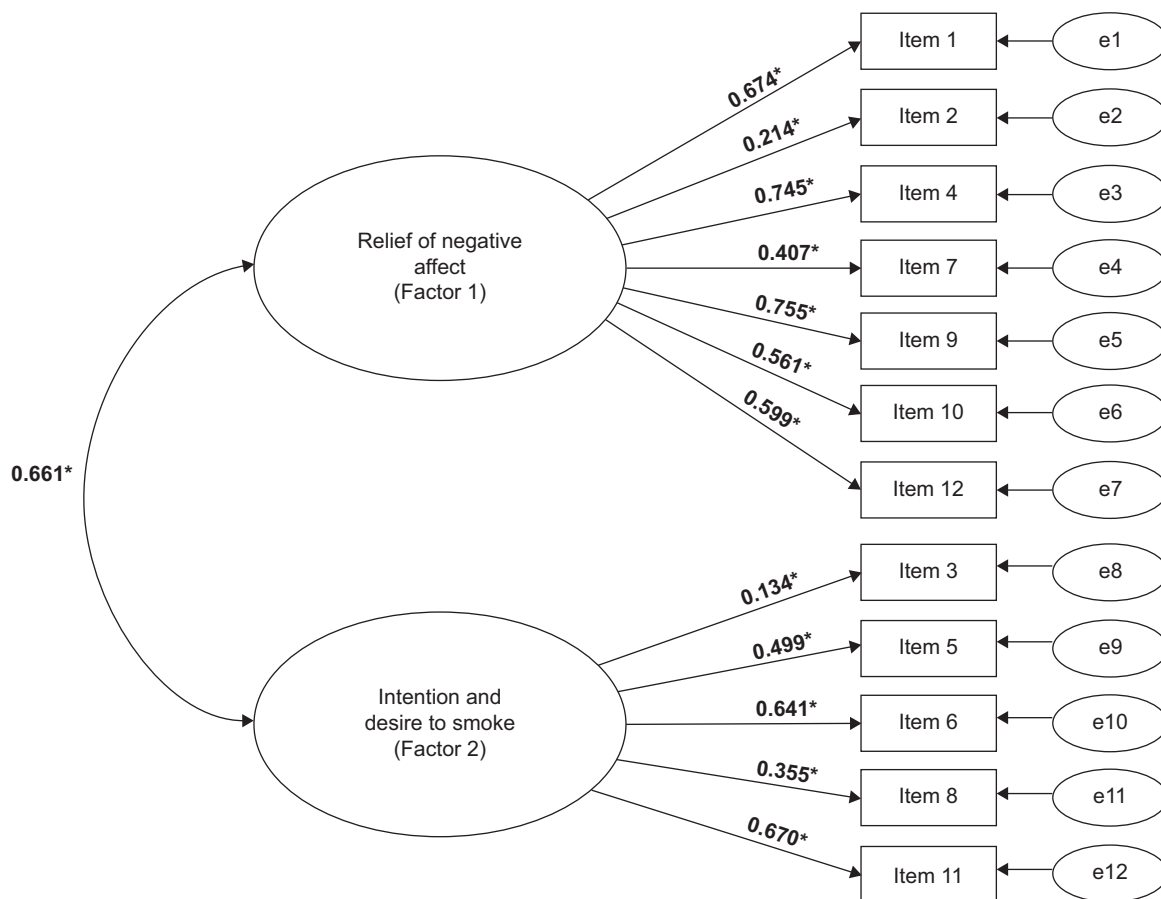 Item 1
e1
0.674*
Item 2
e2
0.214*
Item 4
e3
0.745*
Relief of negative
affect
(Factor 1)
0.407*
Item 7
e4
0.755*
Item 9
e5
0.561*
Item 10
e6
0.599*
Item 12
e7
0.661*
Item 3
e8
0.134*
Item 5
e9
0.499*
Intention and
desire to smoke
(Factor 2)
0.641*
Item 6
e10
0.355*
Item 8
e11
0.670*
Item 11
e12